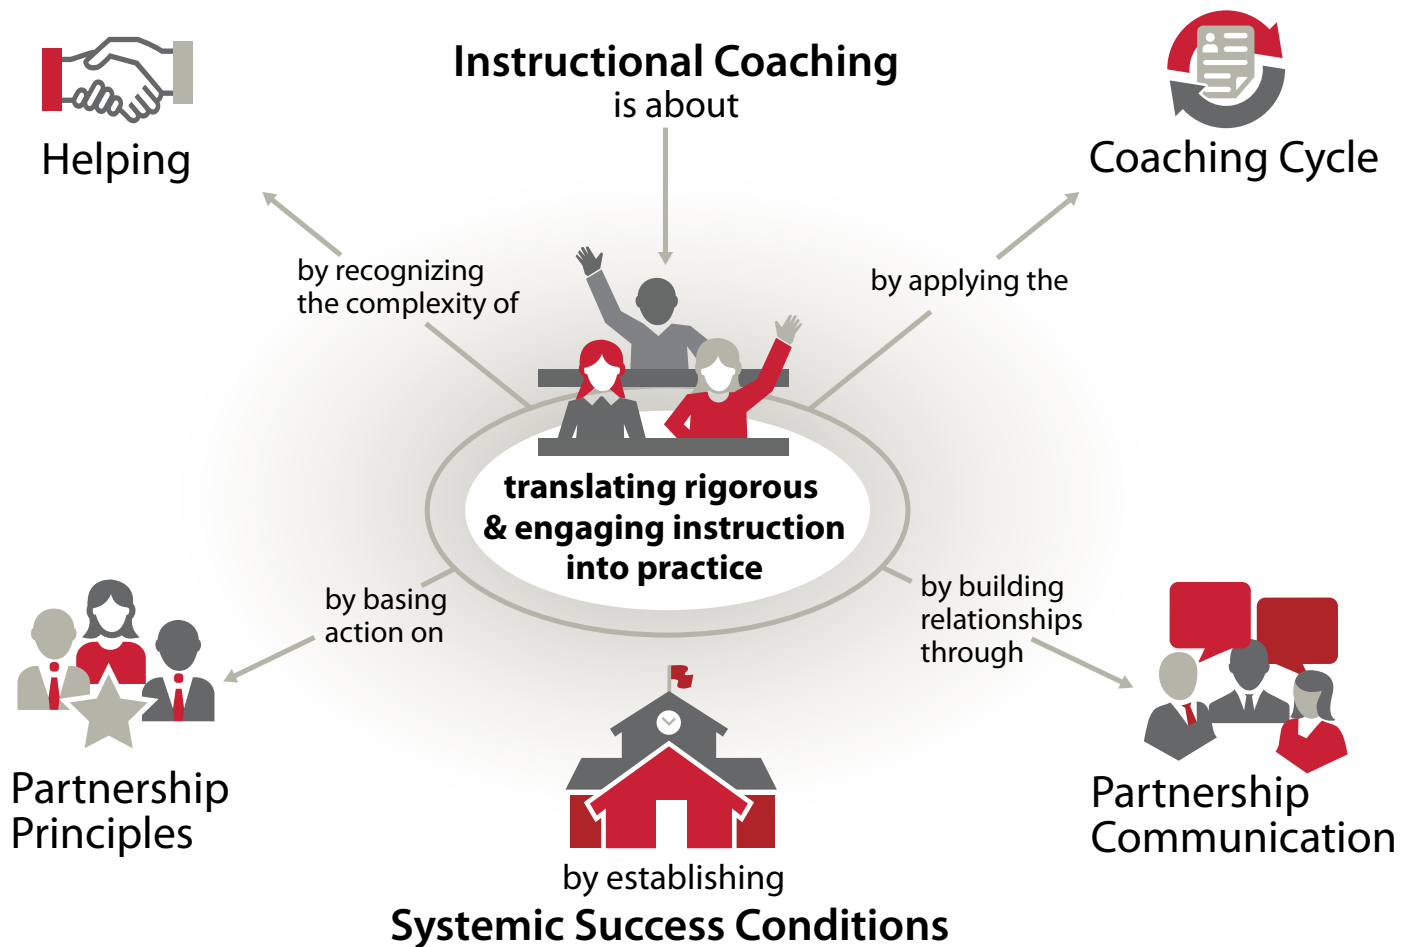 Instructional Coaching
is about
Helping
Coaching Cycle
by recognizing
the complexity of
by applying the
translating rigorous
& engaging instruction
into practice
by basing
action on
by building
relationships
through
Partnership
Principles
Partnership
Communication
by establishing
Systemic Success Conditions